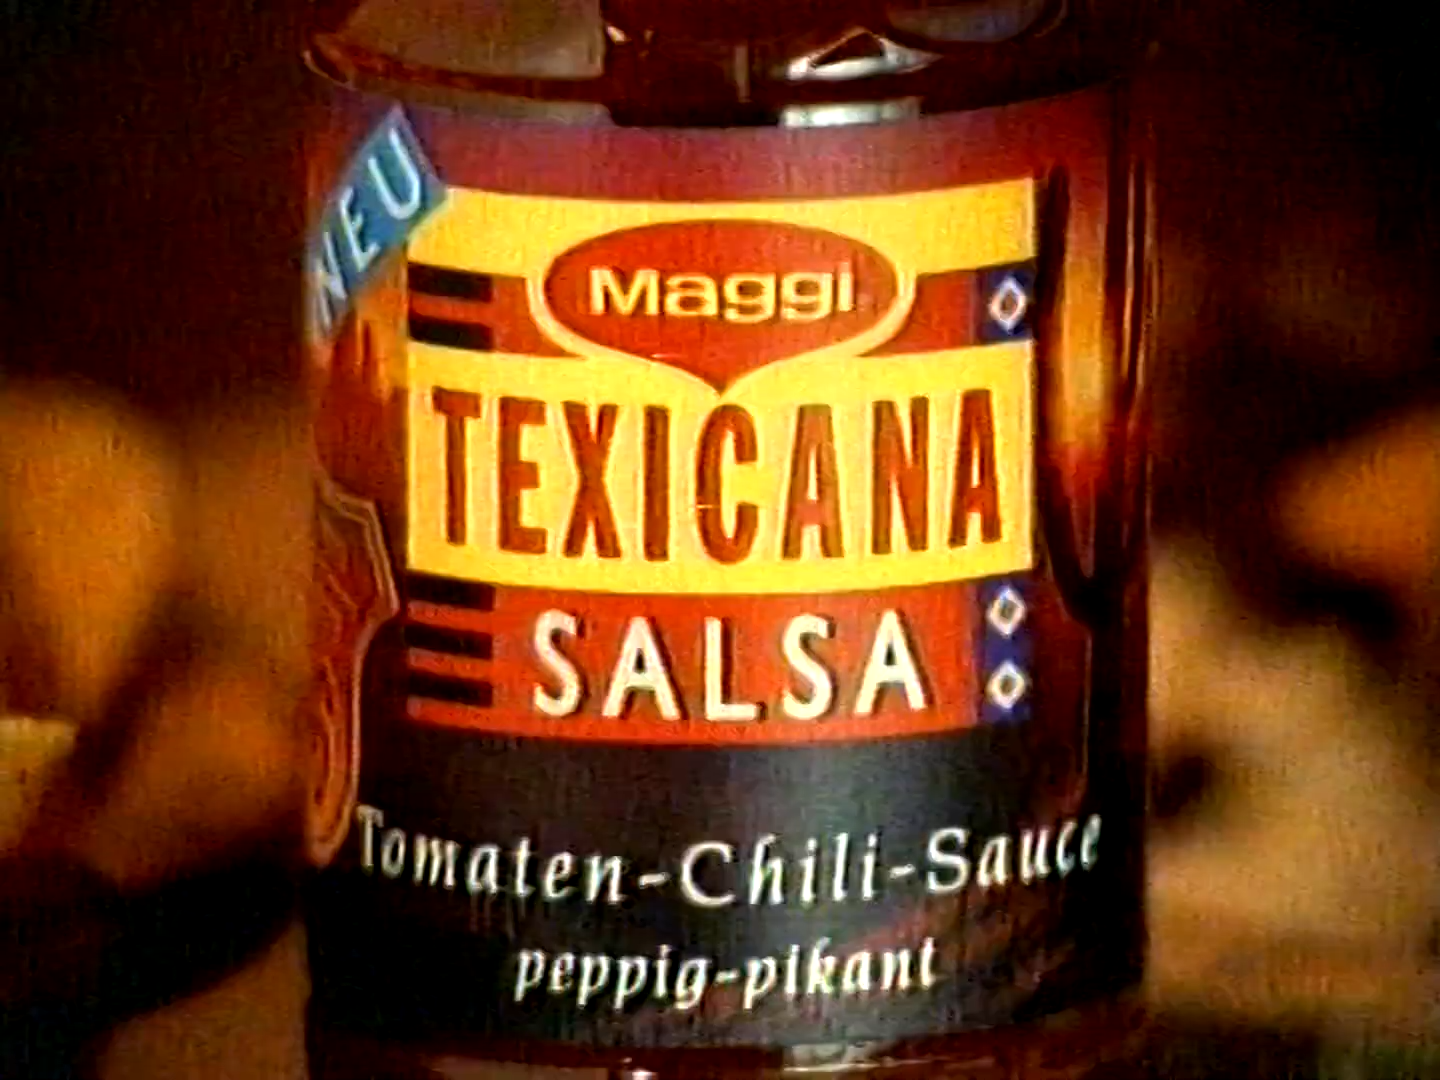 NEU
Maggi
TEXICANA
SALSA
Tomaten-Chili-Sauce
peppig-pikant